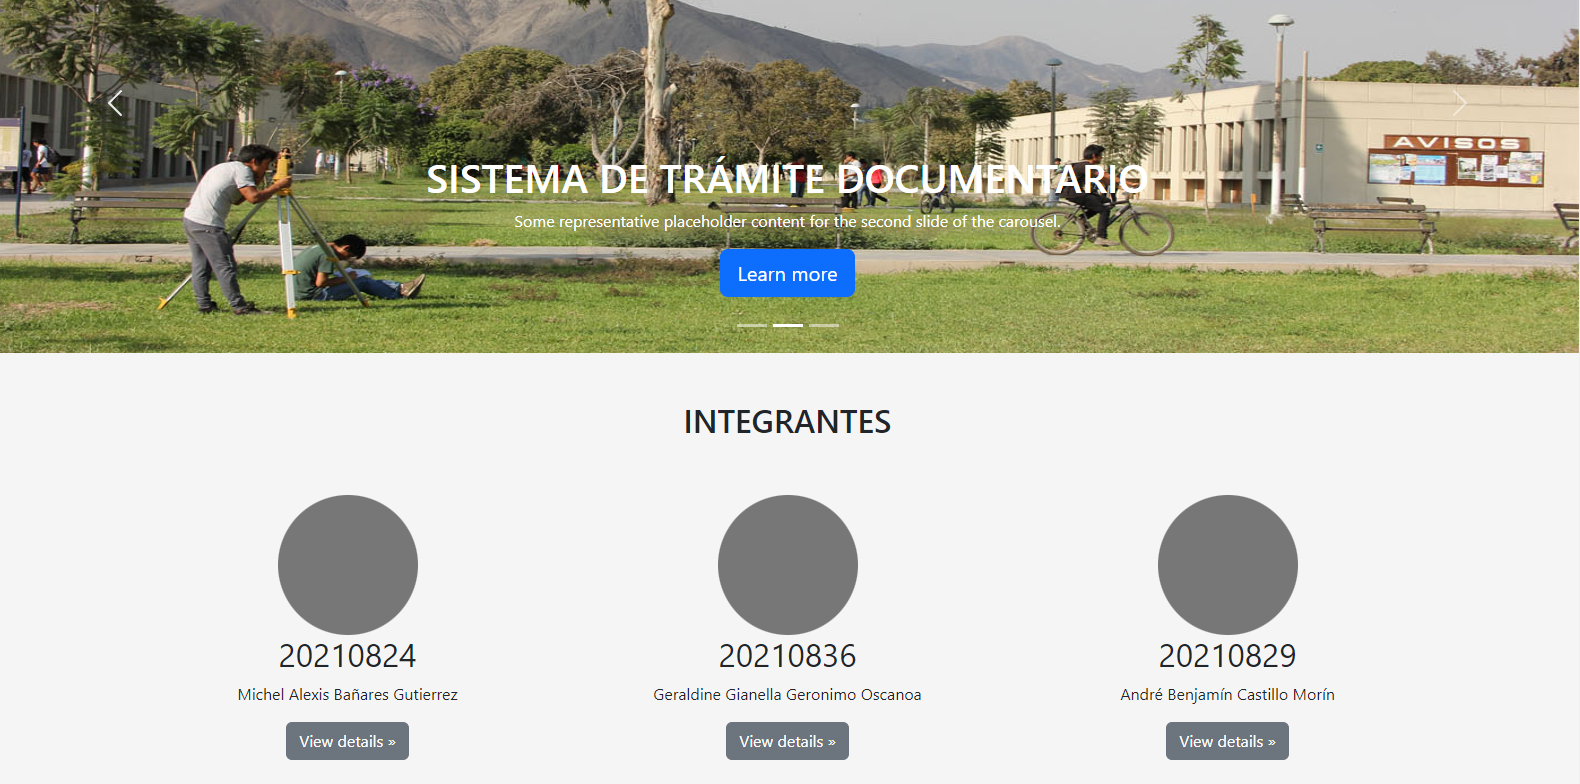 AVISOS
SISTEMA DE TRÁMITE DOCUMENTARIO
Some representative placeholder content for the second slide of the carousel.
Learn more
INTEGRANTES
20210824
Michel Alexis Bañares Gutierrez
View details »
20210836
Geraldine Gianella Geronimo Oscanoa
View details »
20210829
André Benjamín Castillo Morín
View details »